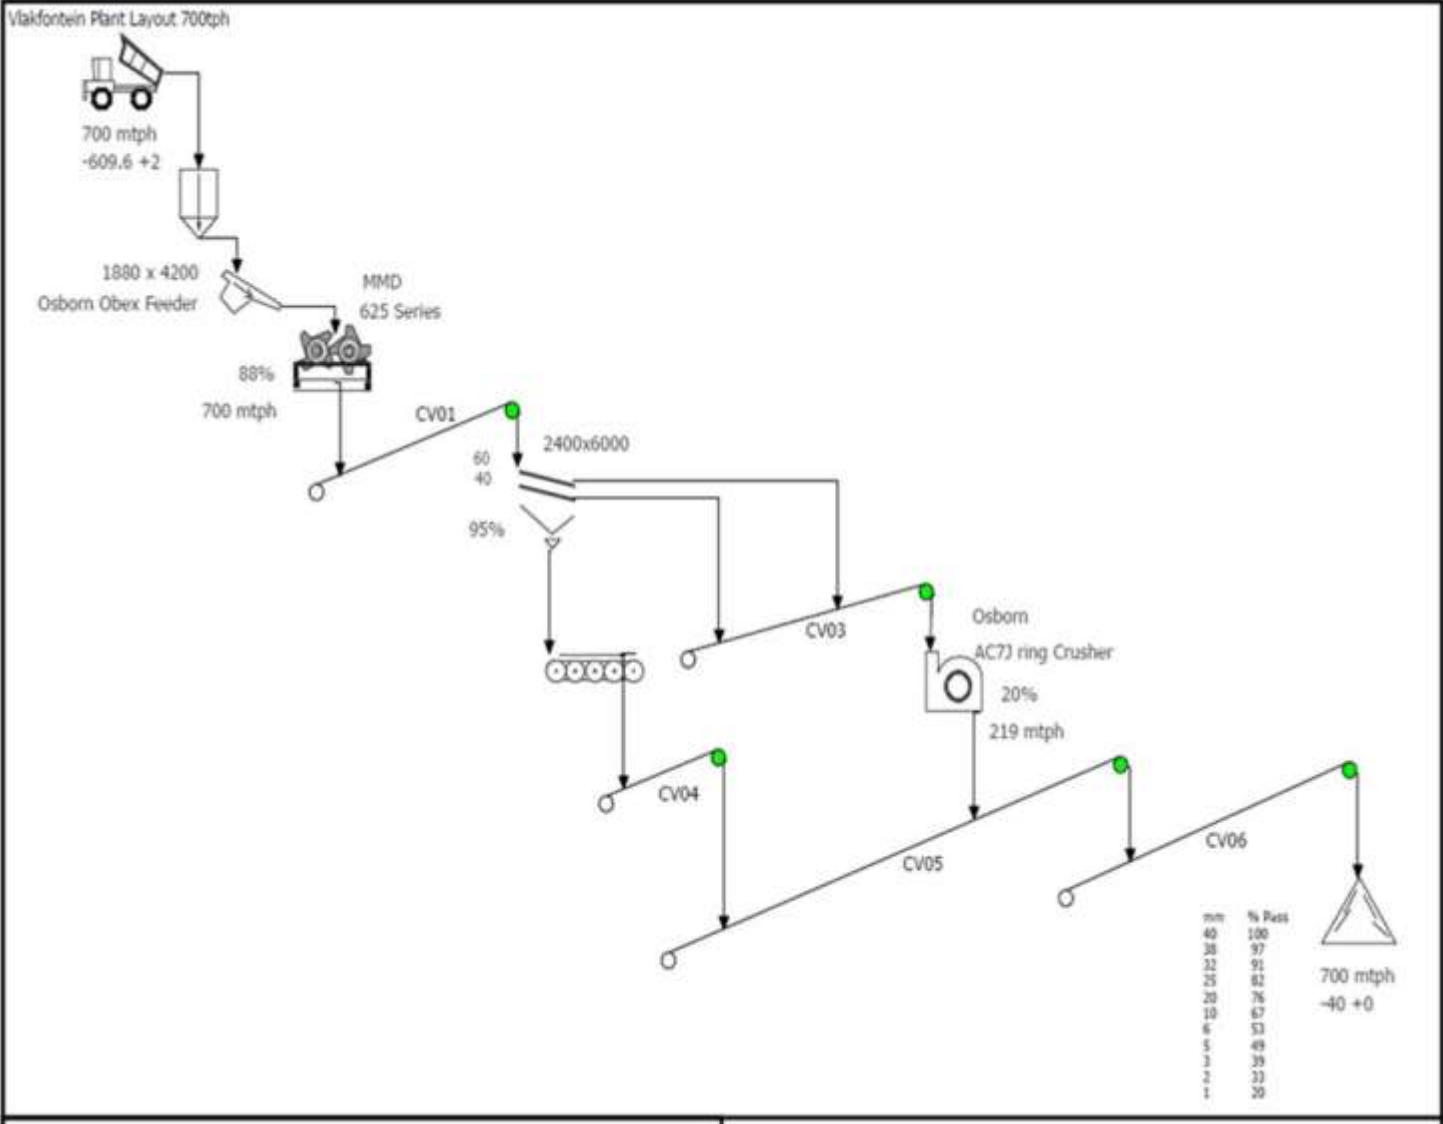 Vlakfontein Plant Layout 700tph
700 mtph
-609.6 +2
1880 x 4200
Osborn Obex Feeder
MMD
625 Series
88%
700 mtph
CV01
2400x6000
60
40
95%
CV03
Osborn
AC7J ring Crusher
20%
219 mtph
CV04
CV05
CV06
mm % Pass
40 100
38 97
32 91
25 82
20 76
10 67
6 53
5 49
3 39
2 33
1 20
700 mtph
-40 +0